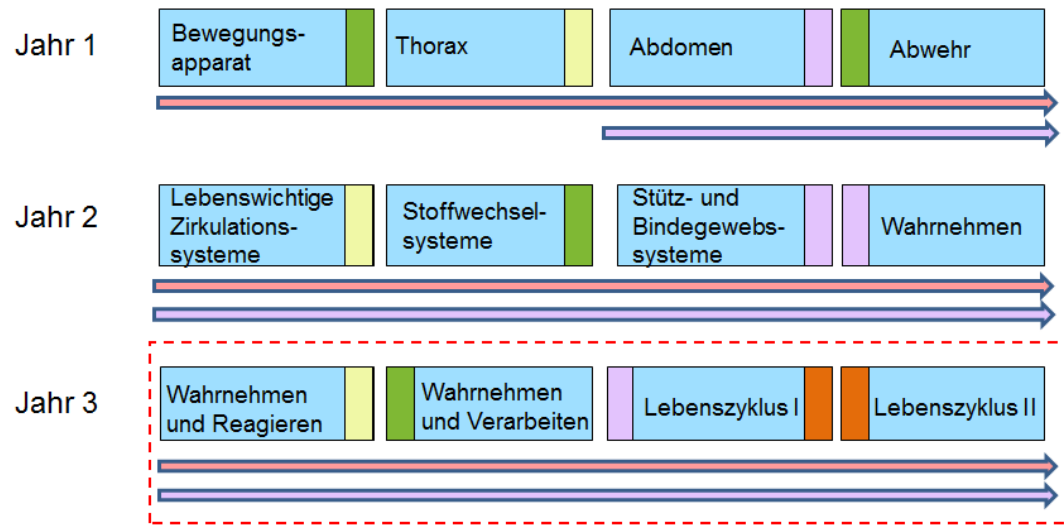 Jahr 1
Bewegungs-
apparat
Thorax
Abdomen
Abwehr
Jahr 2
Lebenswichtige
Zirkulations-
systeme
Stoffwechsel-
systeme
Stütz- und
Bindegewebs-
systeme
Wahrnehmen
Jahr 3
Wahrnehmen
und Reagieren
Wahrnehmen
und Verarbeiten
Lebenszyklus I
Lebenszyklus II